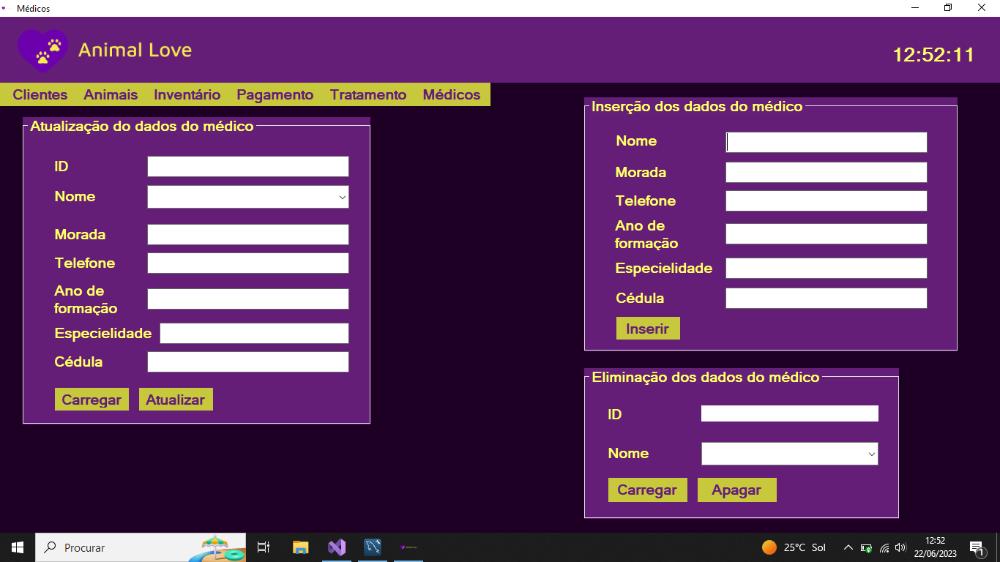 Médicos
Animal Love
12:52:11
Clientes Animais Inventário Pagamento Tratamento Médicos
Atualização do dados do médico
ID
Nome
Morada
Telefone
Ano de
formação
Especielidade
Cédula
Carregar Atualizar
Inserção dos dados do médico
Nome
Morada
Telefone
Ano de
formação
Especielidade
Cédula
Inserir
Eliminação dos dados do médico
ID
Nome
Carregar Apagar
Procurar
25°C Sol
12:52
22/06/2023
1